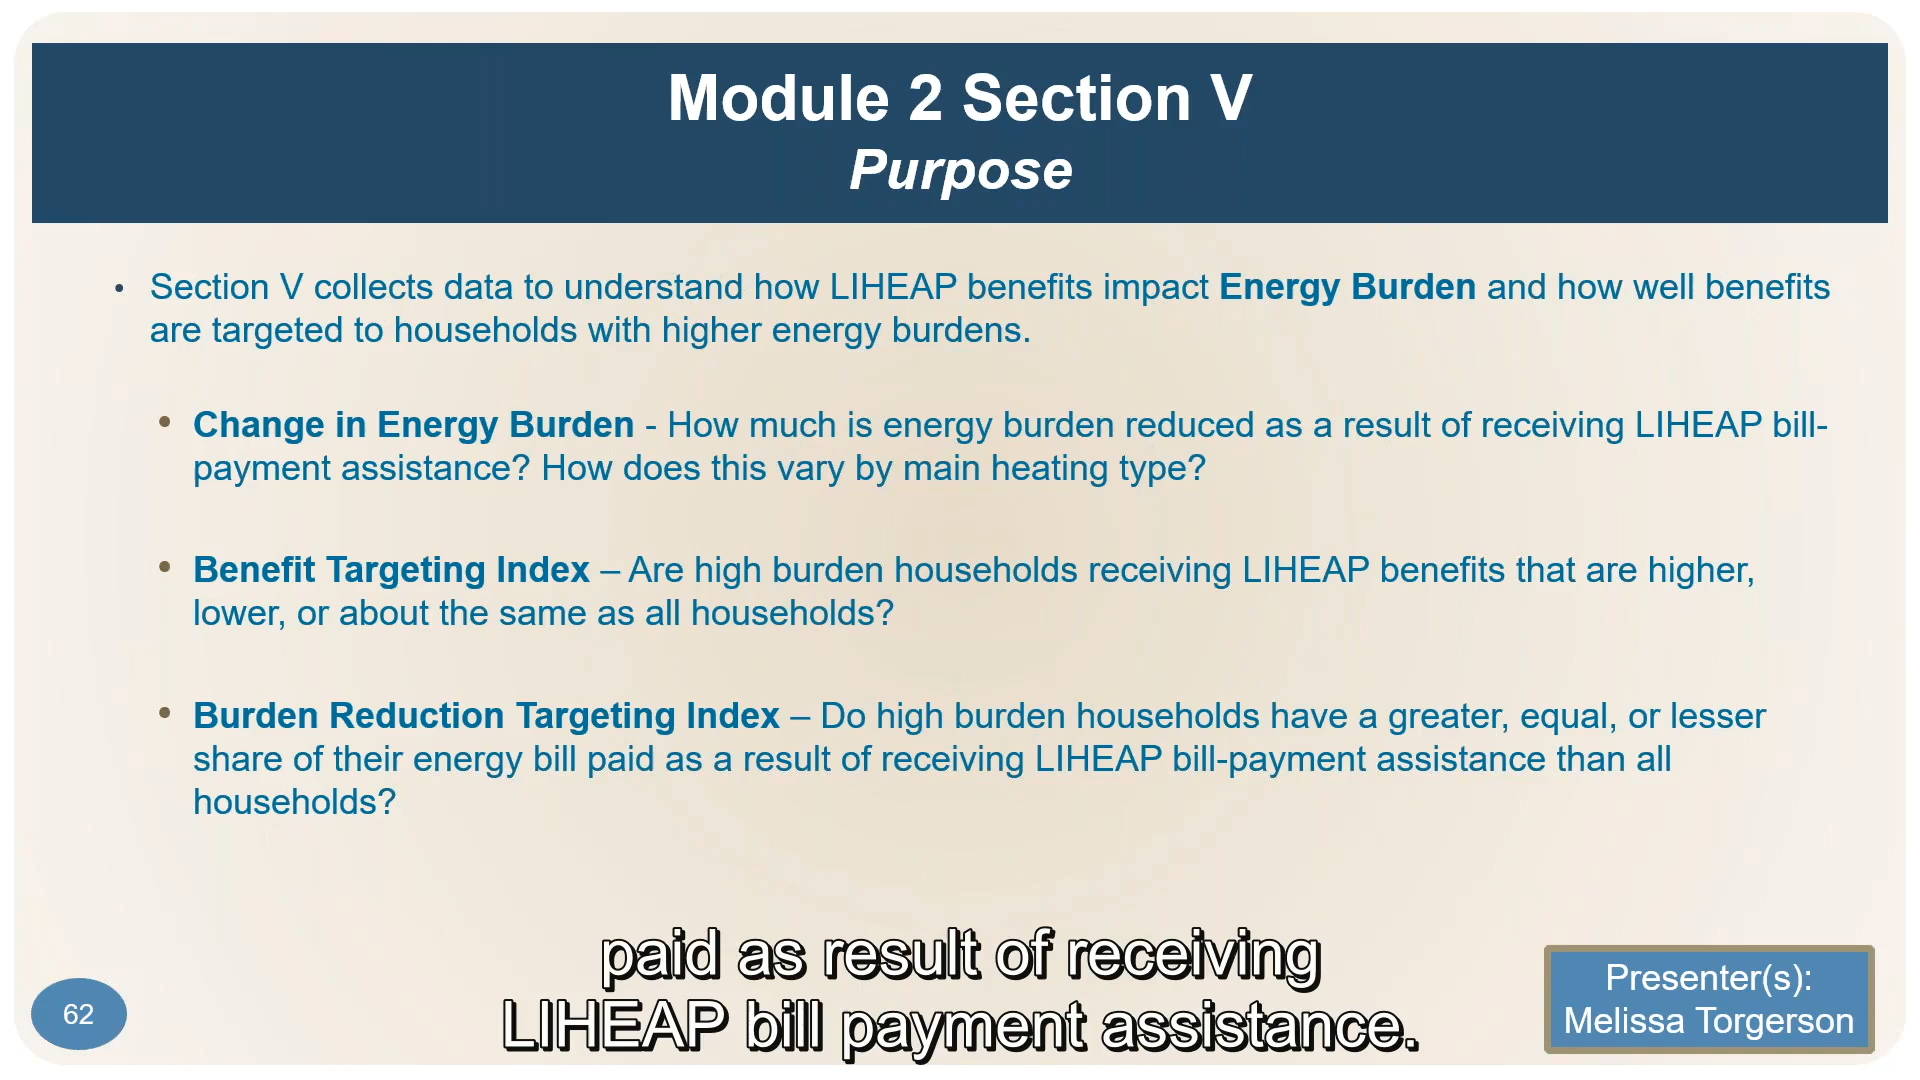 Module 2 Section V
Purpose
• Section V collects data to understand how LIHEAP benefits impact Energy Burden and how well benefits
are targeted to households with higher energy burdens.
• Change in Energy Burden - How much is energy burden reduced as a result of receiving LIHEAP bill-
payment assistance? How does this vary by main heating type?
• Benefit Targeting Index – Are high burden households receiving LIHEAP benefits that are higher,
lower, or about the same as all households?
• Burden Reduction Targeting Index – Do high burden households have a greater, equal, or lesser
share of their energy bill paid as a result of receiving LIHEAP bill-payment assistance than all
households?
paid as result of receiving
LIHEAP bill payment assistance.
62
Presenter(s):
Melissa Torgerson